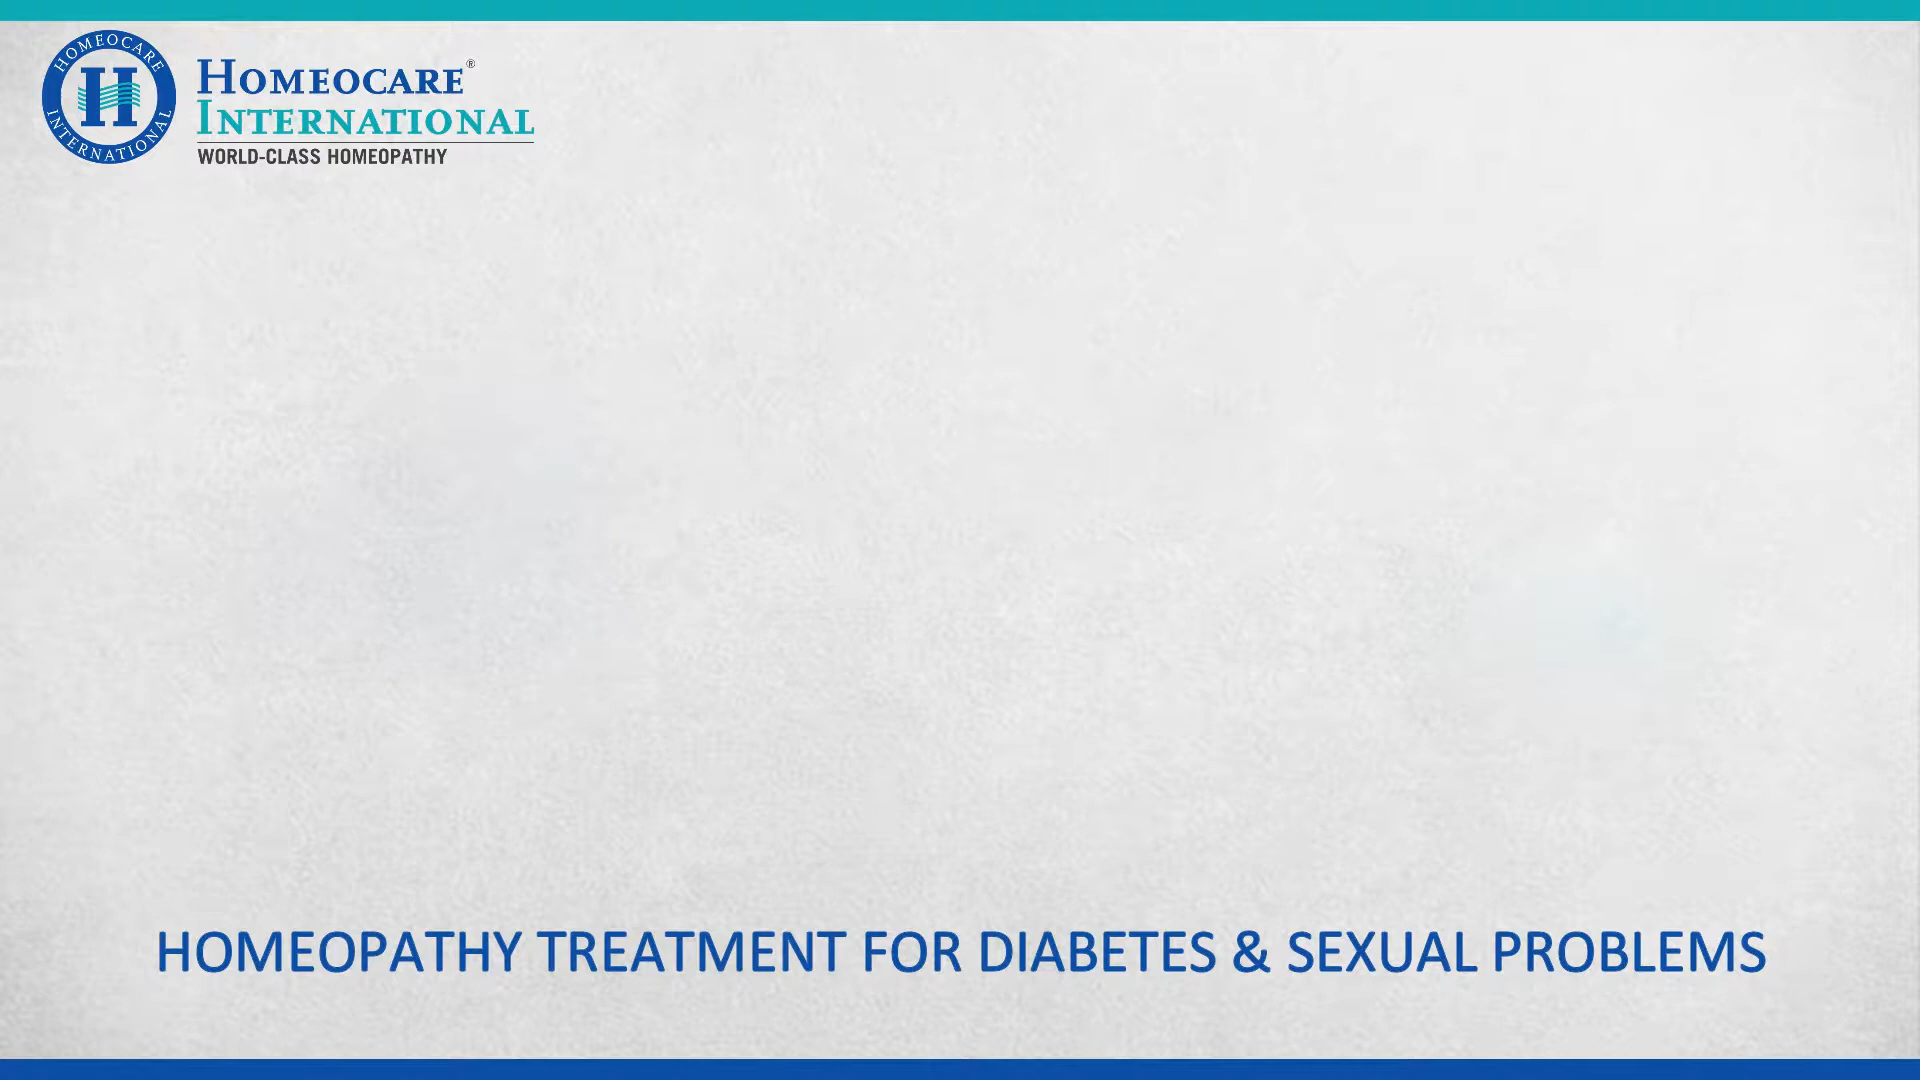 HOMEOCARE INTERNATIONAL
HOMEOCARE®
INTERNATIONAL
WORLD-CLASS HOMEOPATHY
HOMEOPATHY TREATMENT FOR DIABETES & SEXUAL PROBLEMS